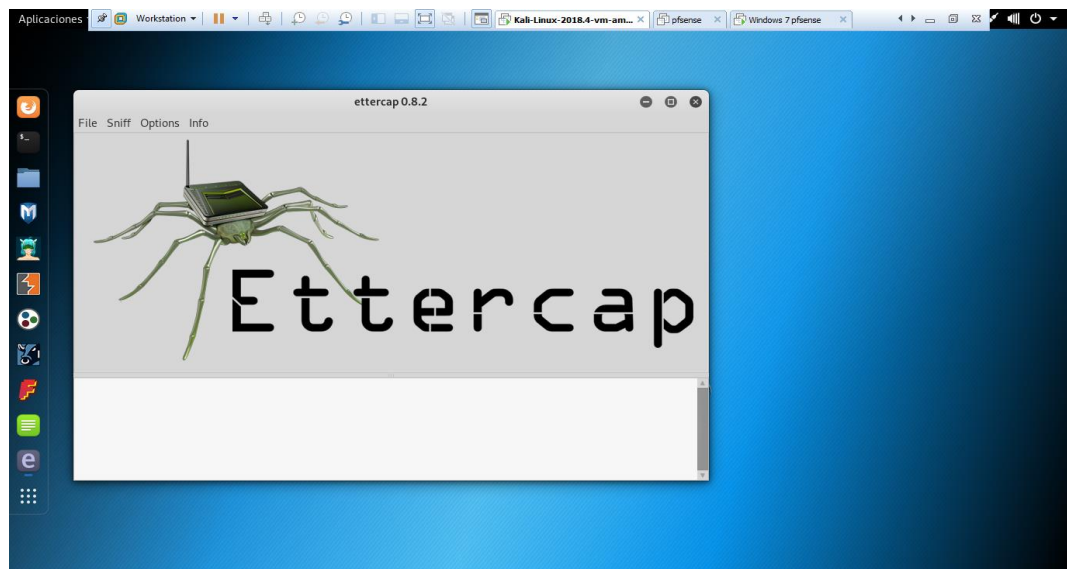 Aplicaciones
Workstation
Kali-Linux-2018.4-vm-am...
pfsense
Windows 7 pfsense
ettercap 0.8.2
File Sniff Options Info
Ettercap